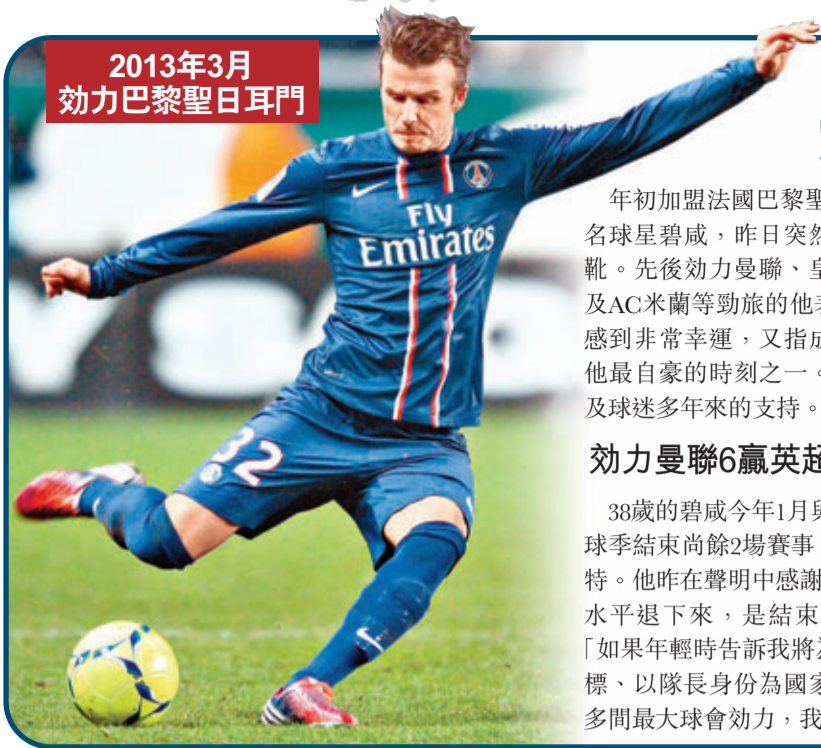 2013年3月
効力巴黎聖日耳門
Fly
Emirates
32
年初加盟法國巴黎聖
名球星碧咸，昨日突然
靴。先後効力曼聯、皇
及AC米蘭等勁旅的他表
感到非常幸運，又指成
他最自豪的時刻之一。
及球迷多年來的支持。
効力曼聯6贏英超
38歲的碧咸今年1月與
球季結束尚餘2場賽事
特。他昨在聲明中感謝
水平退下來，是結束
「如果年輕時告訴我將
標、以隊長身份為國家
多間最大球會効力，我